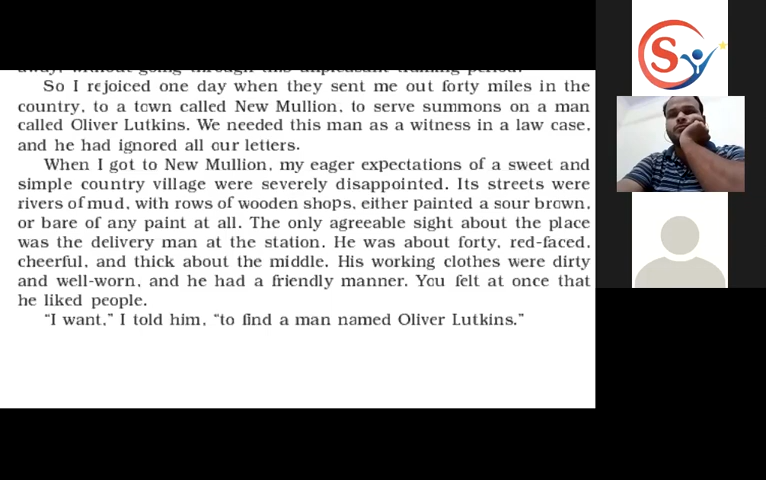 So I rejoiced one day when they sent me out forty miles in the
country, to a town called New Mullion, to serve summons on a man
called Oliver Lutkins. We needed this man as a witness in a law case,
and he had ignored all our letters.
When I got to New Mullion, my eager expectations of a sweet and
simple country village were severely disappointed. Its streets were
rivers of mud, with rows of wooden shops, either painted a sour brown,
or bare of any paint at all. The only agreeable sight about the place
was the delivery man at the station. He was about forty, red-faced,
cheerful, and thick about the middle. His working clothes were dirty
and well-worn, and he had a friendly manner. You felt at once that
he liked people.
“I want,” I told him, “to find a man named Oliver Lutkins.”
S